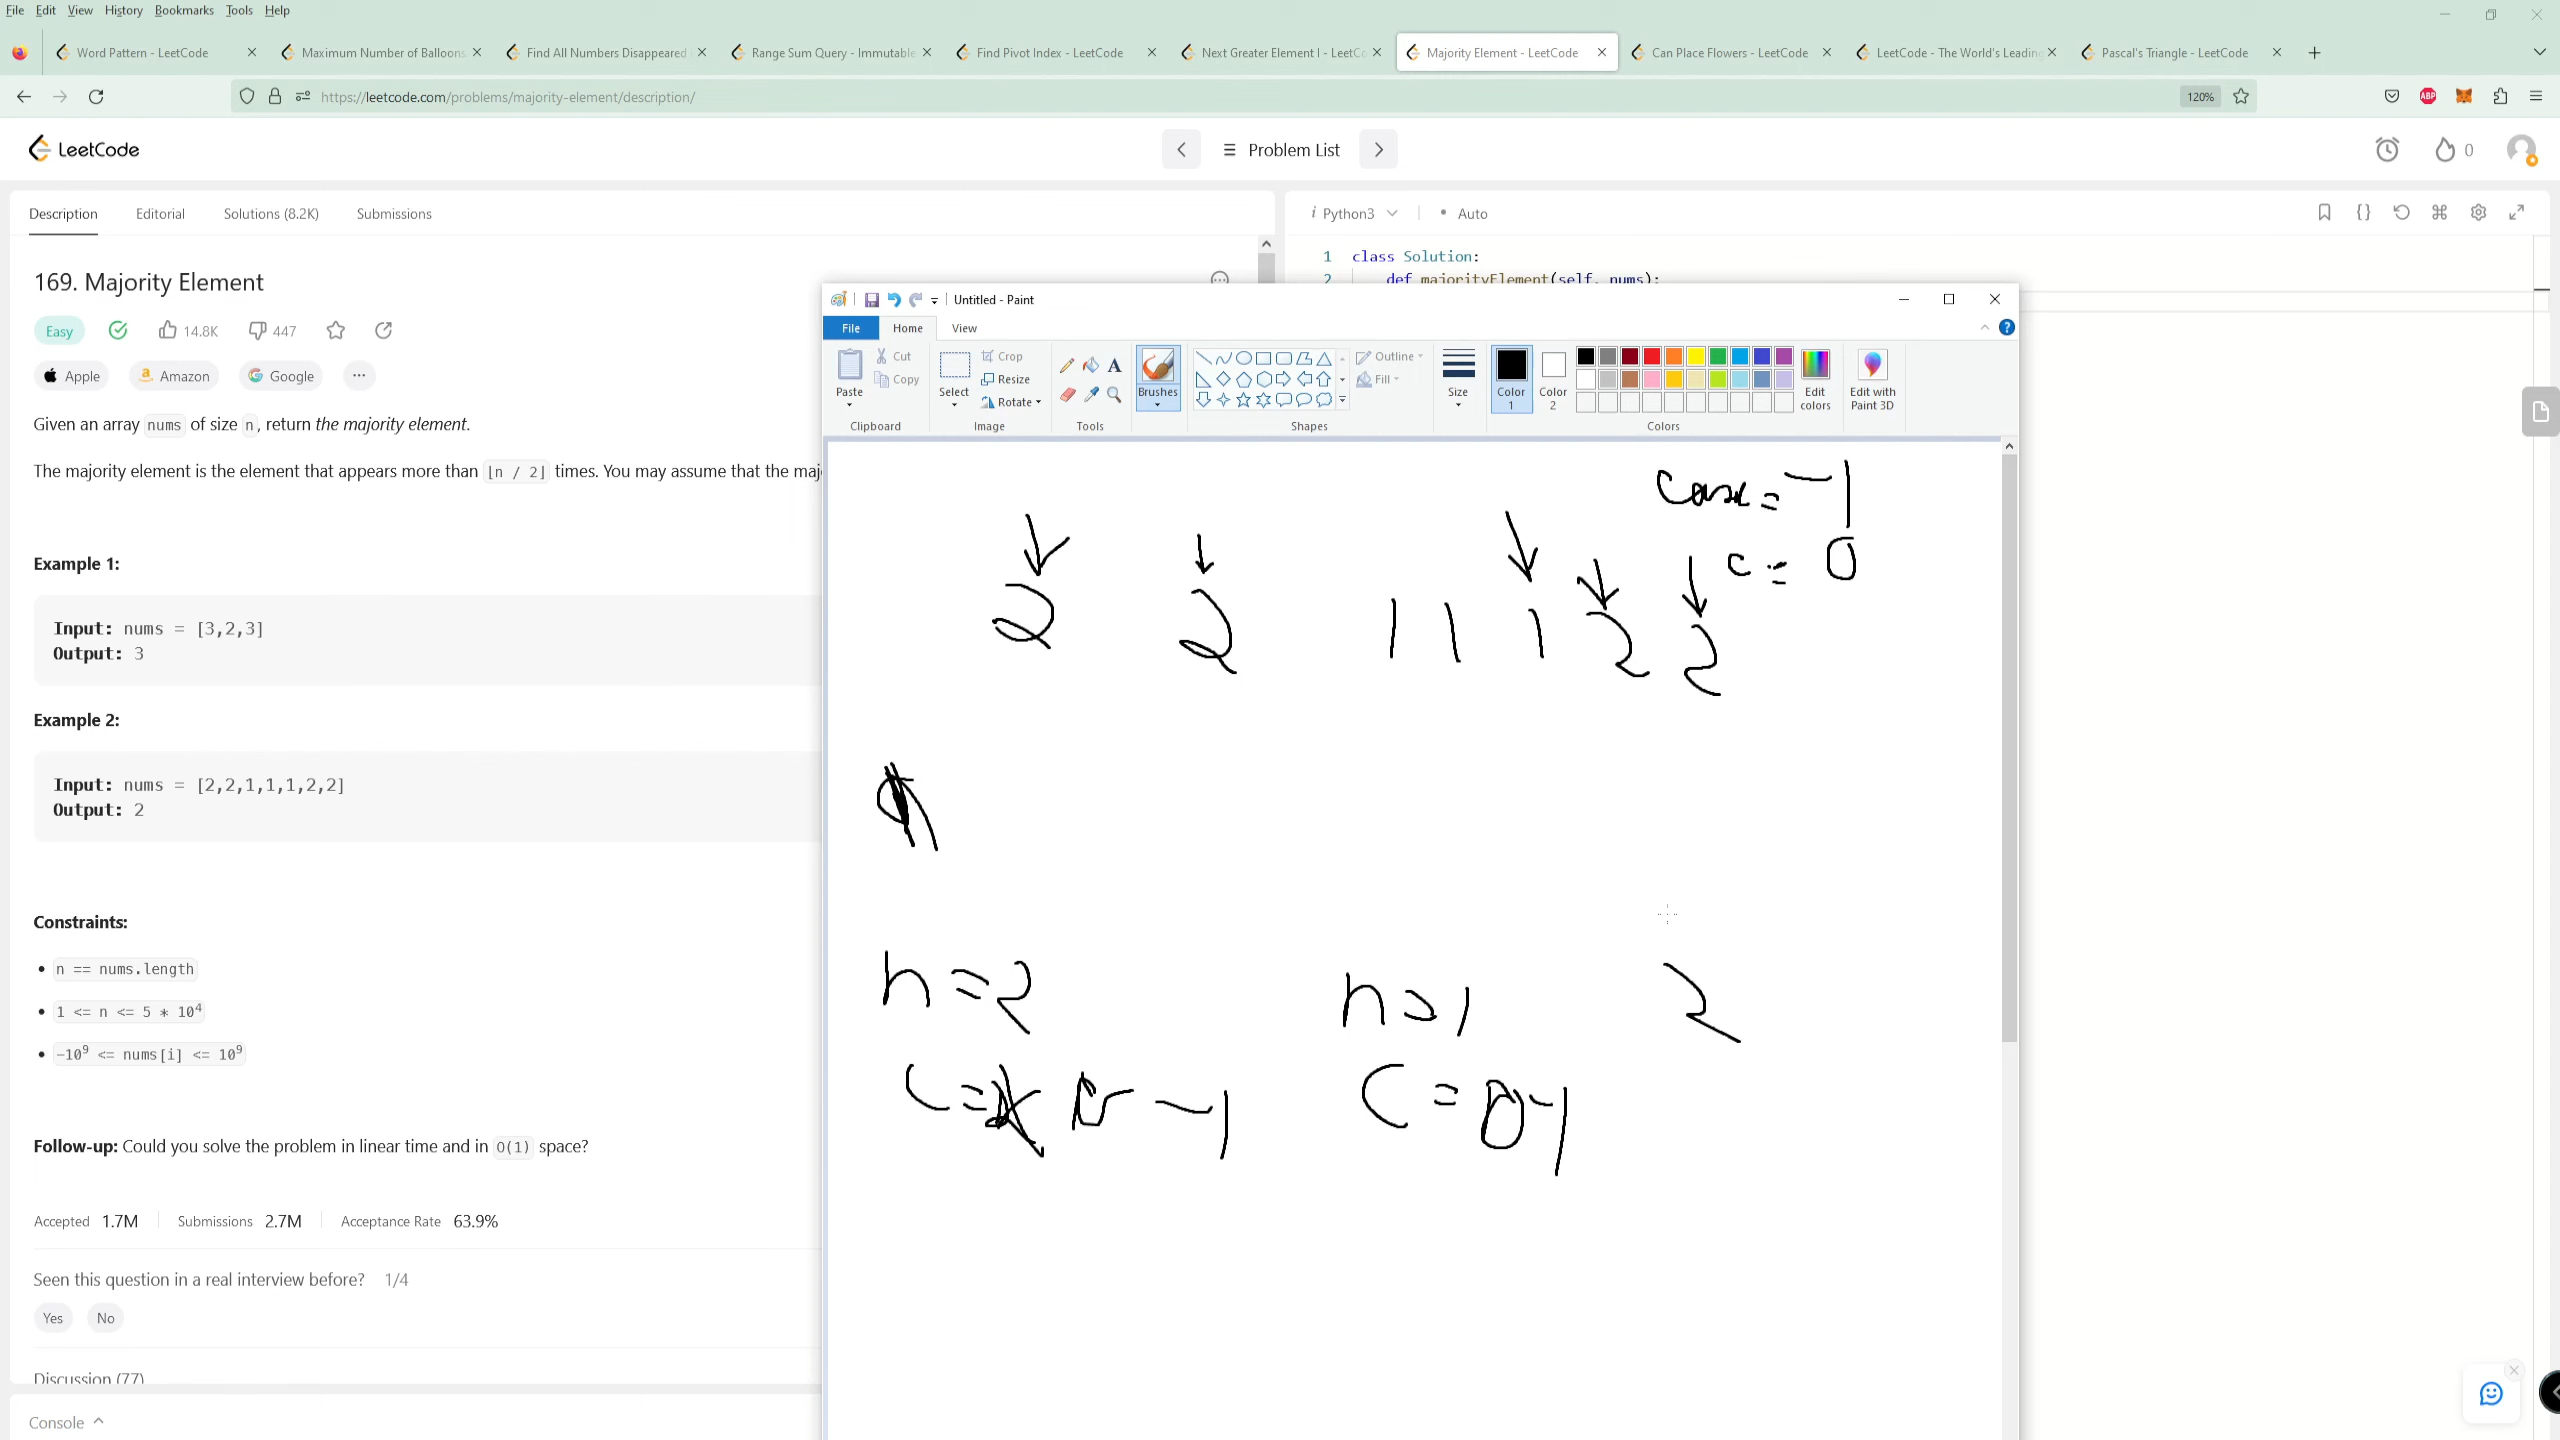 File Edit View History Bookmarks Tools Help
Word Pattern - LeetCode
Maximum Number of Balloons
Find All Numbers Disappeared
Range Sum Query - Immutable
Find Pivot Index - LeetCode
Next Greater Element I - LeetCo
Majority Element - LeetCode
Can Place Flowers - LeetCode
LeetCode - The World's Leading
Pascal's Triangle - LeetCode
https://leetcode.com/problems/majority-element/description/
120%
ABP
LeetCode
Problem List
0
Description Editorial Solutions (8.2K) Submissions
Python3 • Auto
169. Majority Element
1 class Solution:
2 def majorityElement(self, nums):
Easy 14.8K 447
Apple Amazon Google
Given an array nums of size n, return the majority element.
The majority element is the element that appears more than ⌊n / 2⌋ times. You may assume that the maj
Example 1:
Input: nums = [3,2,3]
Output: 3
Example 2:
Input: nums = [2,2,1,1,1,2,2]
Output: 2
Constraints:
• n == nums.length
• 1 <= n <= 5 * 10⁴
• -10⁹ <= nums[i] <= 10⁹
Follow-up: Could you solve the problem in linear time and in O(1) space?
Accepted 1.7M Submissions 2.7M Acceptance Rate 63.9%
Seen this question in a real interview before? 1/4
Yes No
Discussion (77)
Console
Untitled - Paint
File Home View
Paste Cut Copy
Select Crop Resize Rotate
Brushes
Outline Fill
Size
Color 1
Color 2
Edit colors
Edit with Paint 3D
Clipboard Image Tools Shapes Colors
= -1
c = 0
2 2 1 1 1 2 2
n=2 n=1 2
C= 0 -1 C = 0 -1